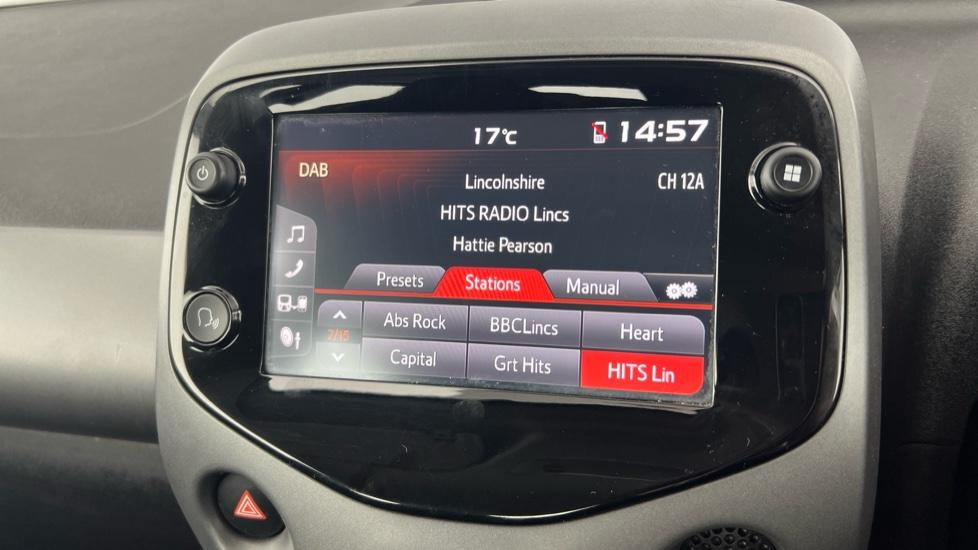 17°C 14:57
DAB
Lincolnshire CH 12A
HITS RADIO Lincs
Hattie Pearson
Presets Stations Manual
Abs Rock BBCLincs Heart
7/15
Capital Grt Hits HITS Lin